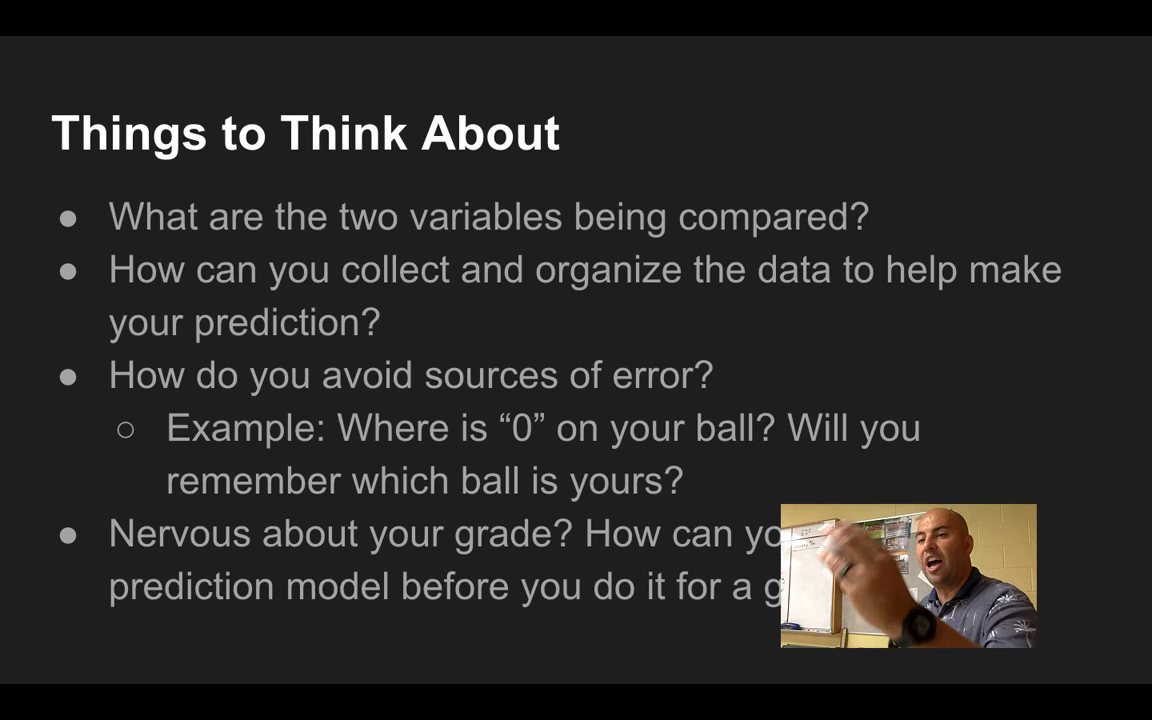 Things to Think About
● What are the two variables being compared?
● How can you collect and organize the data to help make
your prediction?
● How do you avoid sources of error?
○ Example: Where is “0” on your ball? Will you
remember which ball is yours?
● Nervous about your grade? How can
prediction model before you do it for a